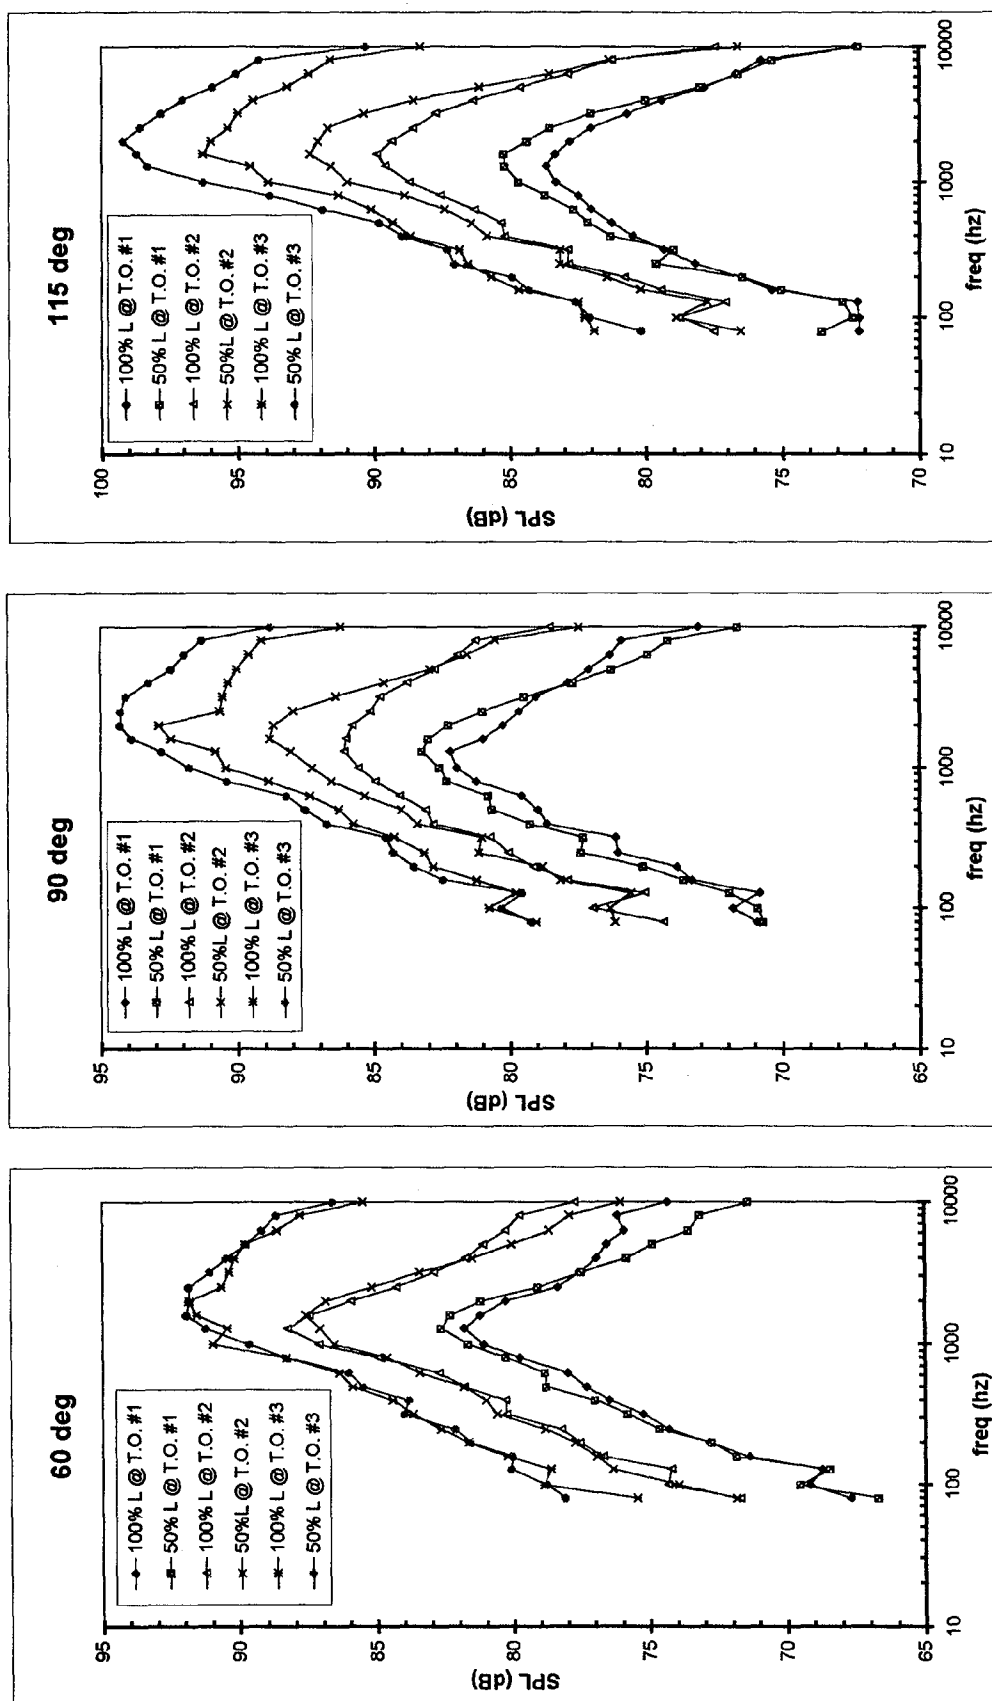 60 deg
100% L @ T.O. #1
50% L @ T.O. #1
100% L @ T.O. #2
50%L @ T.O. #2
100% L @ T.O. #3
50% L @ T.O. #3
95
90
85
80
75
70
65
SPL (dB)
10
100
1000
10000
freq (hz)
90 deg
100% L @ T.O. #1
50% L @ T.O. #1
100% L @ T.O. #2
50%L @ T.O. #2
100% L @ T.O. #3
50% L @ T.O. #3
95
90
85
80
75
70
65
SPL (dB)
10
100
1000
10000
freq (hz)
115 deg
100% L @ T.O. #1
50% L @ T.O. #1
100% L @ T.O. #2
50%L @ T.O. #2
100% L @ T.O. #3
50% L @ T.O. #3
100
95
90
85
80
75
70
SPL (dB)
10
100
1000
10000
freq (hz)